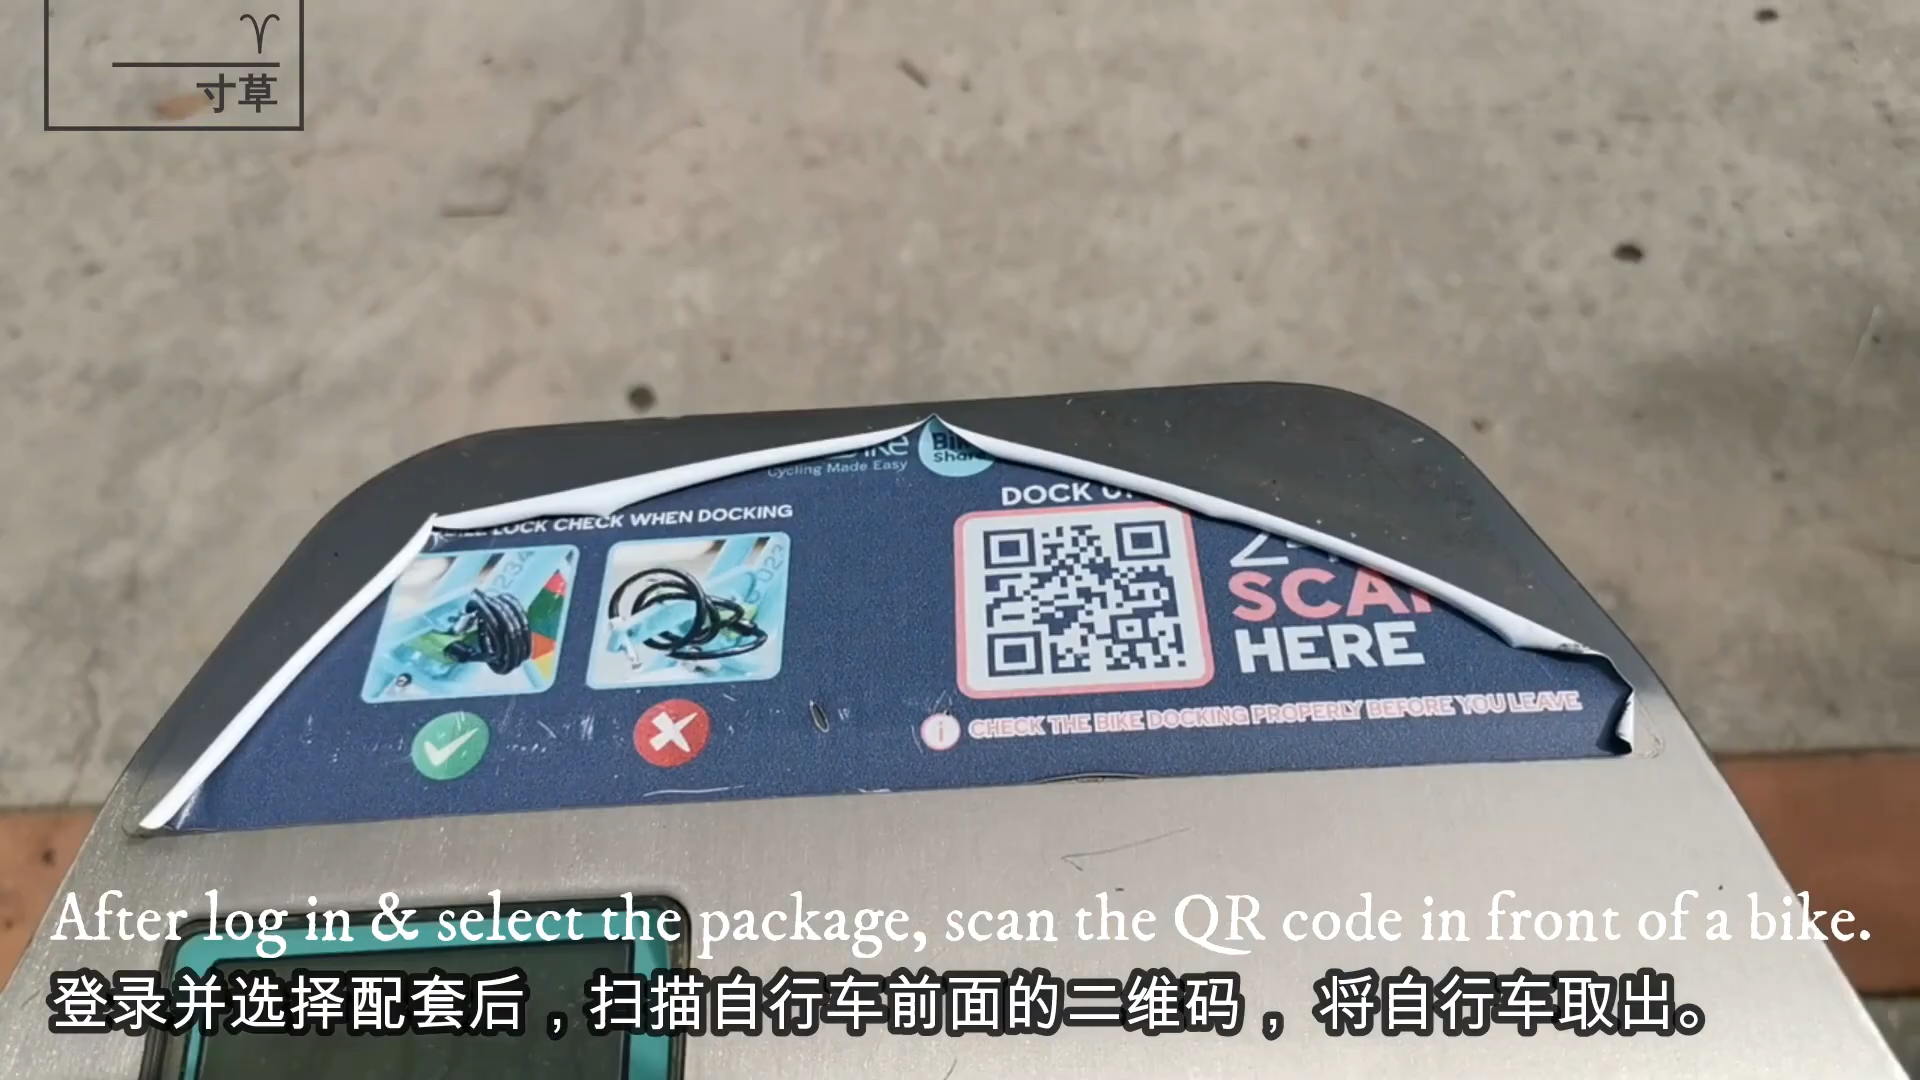 寸草
Cycling Made Easy
Bike
Share
LOCK CHECK WHEN DOCKING
DOCK
SCAN
HERE
CHECK THE BIKE DOCKING PROPERLY BEFORE YOU LEAVE
After log in & select the package, scan the QR code in front of a bike.
登录并选择配套后，扫描自行车前面的二维码，将自行车取出。